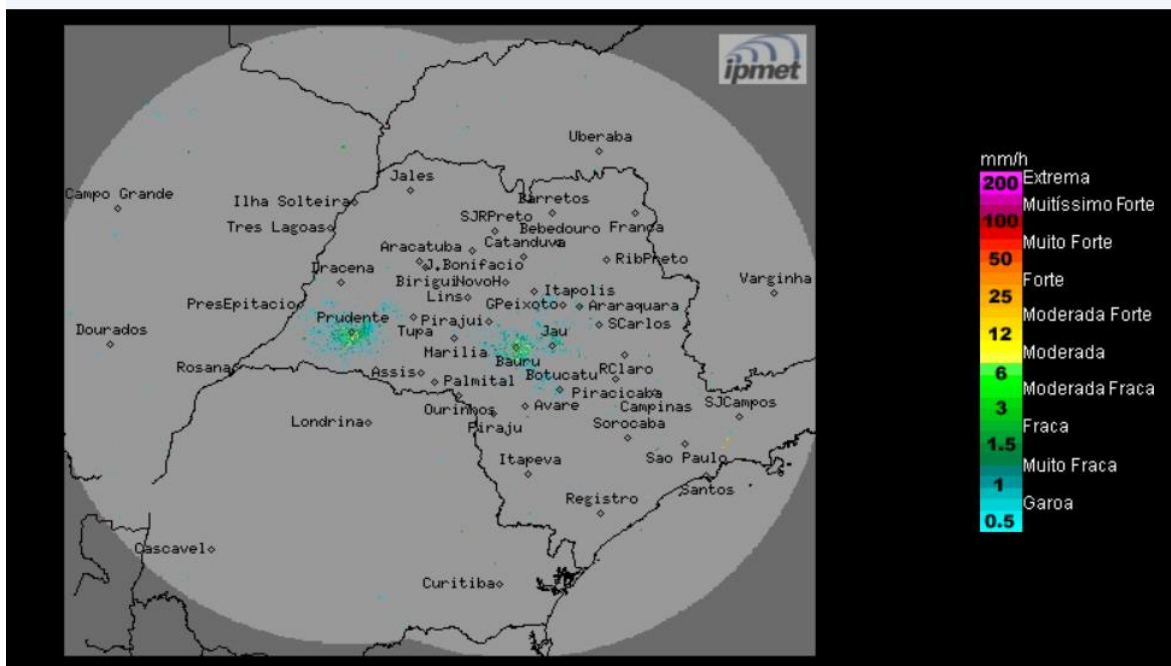 ipmet
Uberaba
Jales
Campo Grande
Ilha Solteira
Barretos
SJRPreto
Tres Lagoas
Bebedouro
Franca
Aracatuba
Catanduva
Dracena
J.Bonifacio
RibPreto
Birigui
NovoH
Varginha
Itapolis
PresEpitacio
Lins
GPeixoto
Araraquara
Prudente
Pirajui
SCarlos
Dourados
Tupa
Jau
Marilia
Bauru
Rosana
Assis
Botucatu
RClaro
Palmital
Piracicaba
Ourinhos
Avare
Campinas
SJCampos
Londrina
Piraju
Sorocaba
Itapeva
Sao Paulo
Santos
Registro
Cascavel
Curitiba
mm/h
200 Extrema
Muitíssimo Forte
100
Muito Forte
50
Forte
25
Moderada Forte
12
Moderada
6
Moderada Fraca
3
Fraca
1.5
Muito Fraca
1
Garoa
0.5